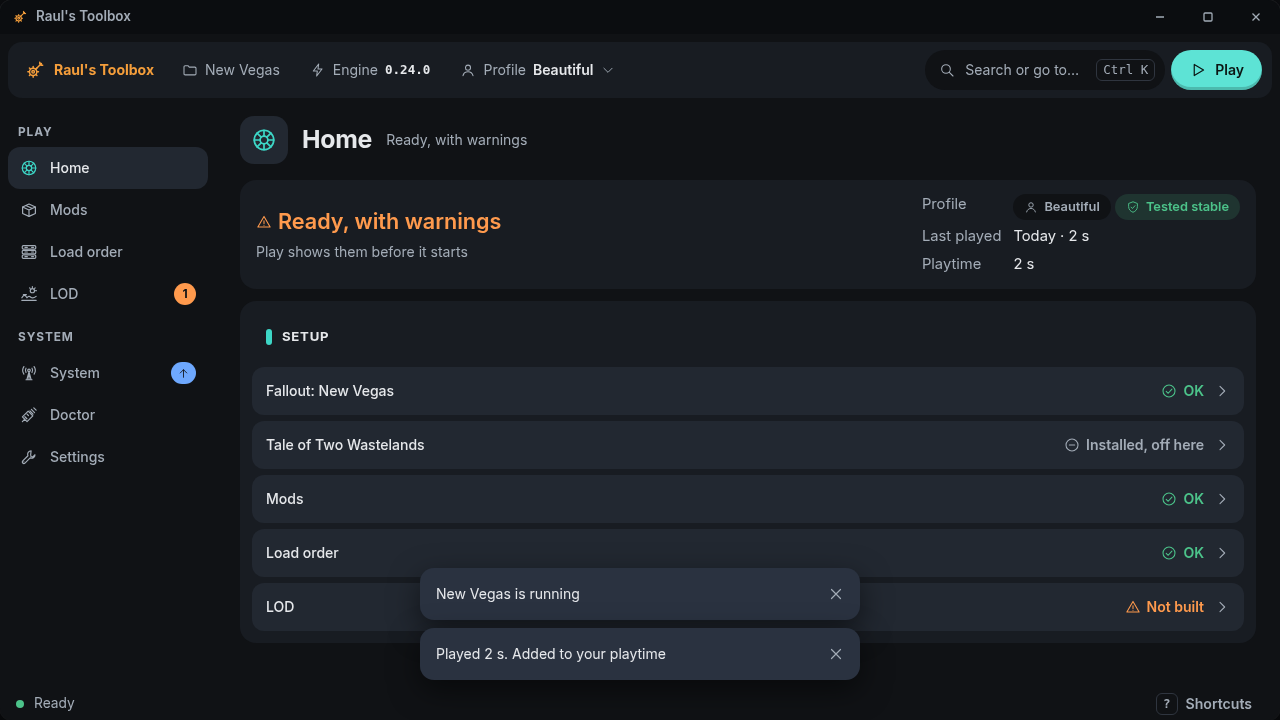 Raul's Toolbox
Raul's Toolbox
New Vegas
Engine 0.24.0
Profile Beautiful
Search or go to...
Ctrl K
Play
PLAY
Home
Mods
Load order
LOD
1
SYSTEM
System
Doctor
Settings
Home
Ready, with warnings
Ready, with warnings
Play shows them before it starts
Profile
Beautiful
Tested stable
Last played
Today · 2 s
Playtime
2 s
SETUP
Fallout: New Vegas
OK
Tale of Two Wastelands
Installed, off here
Mods
OK
Load order
OK
LOD
Not built
New Vegas is running
Played 2 s. Added to your playtime
Ready
?
Shortcuts